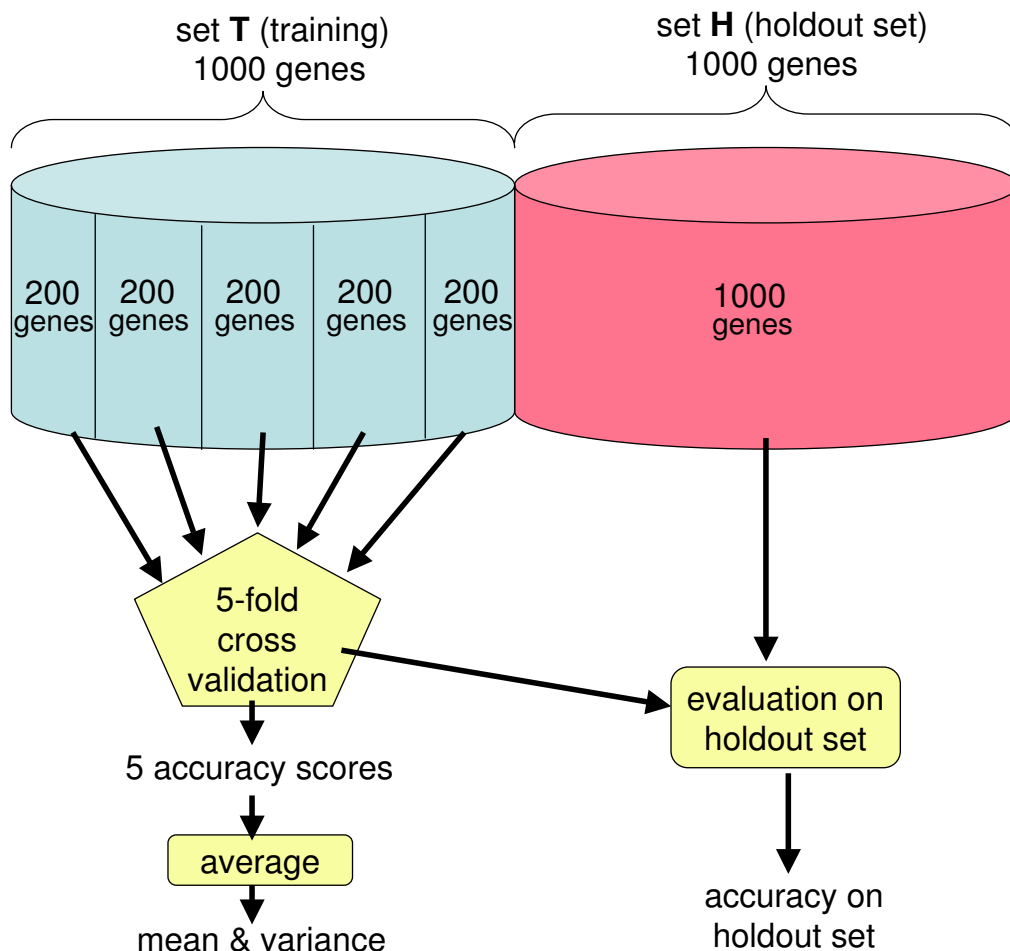 set T (training)
1000 genes
set H (holdout set)
1000 genes
200
genes
200
genes
200
genes
200
genes
200
genes
1000
genes
5-fold
cross
validation
evaluation on
holdout set
5 accuracy scores
average
mean & variance
accuracy on
holdout set